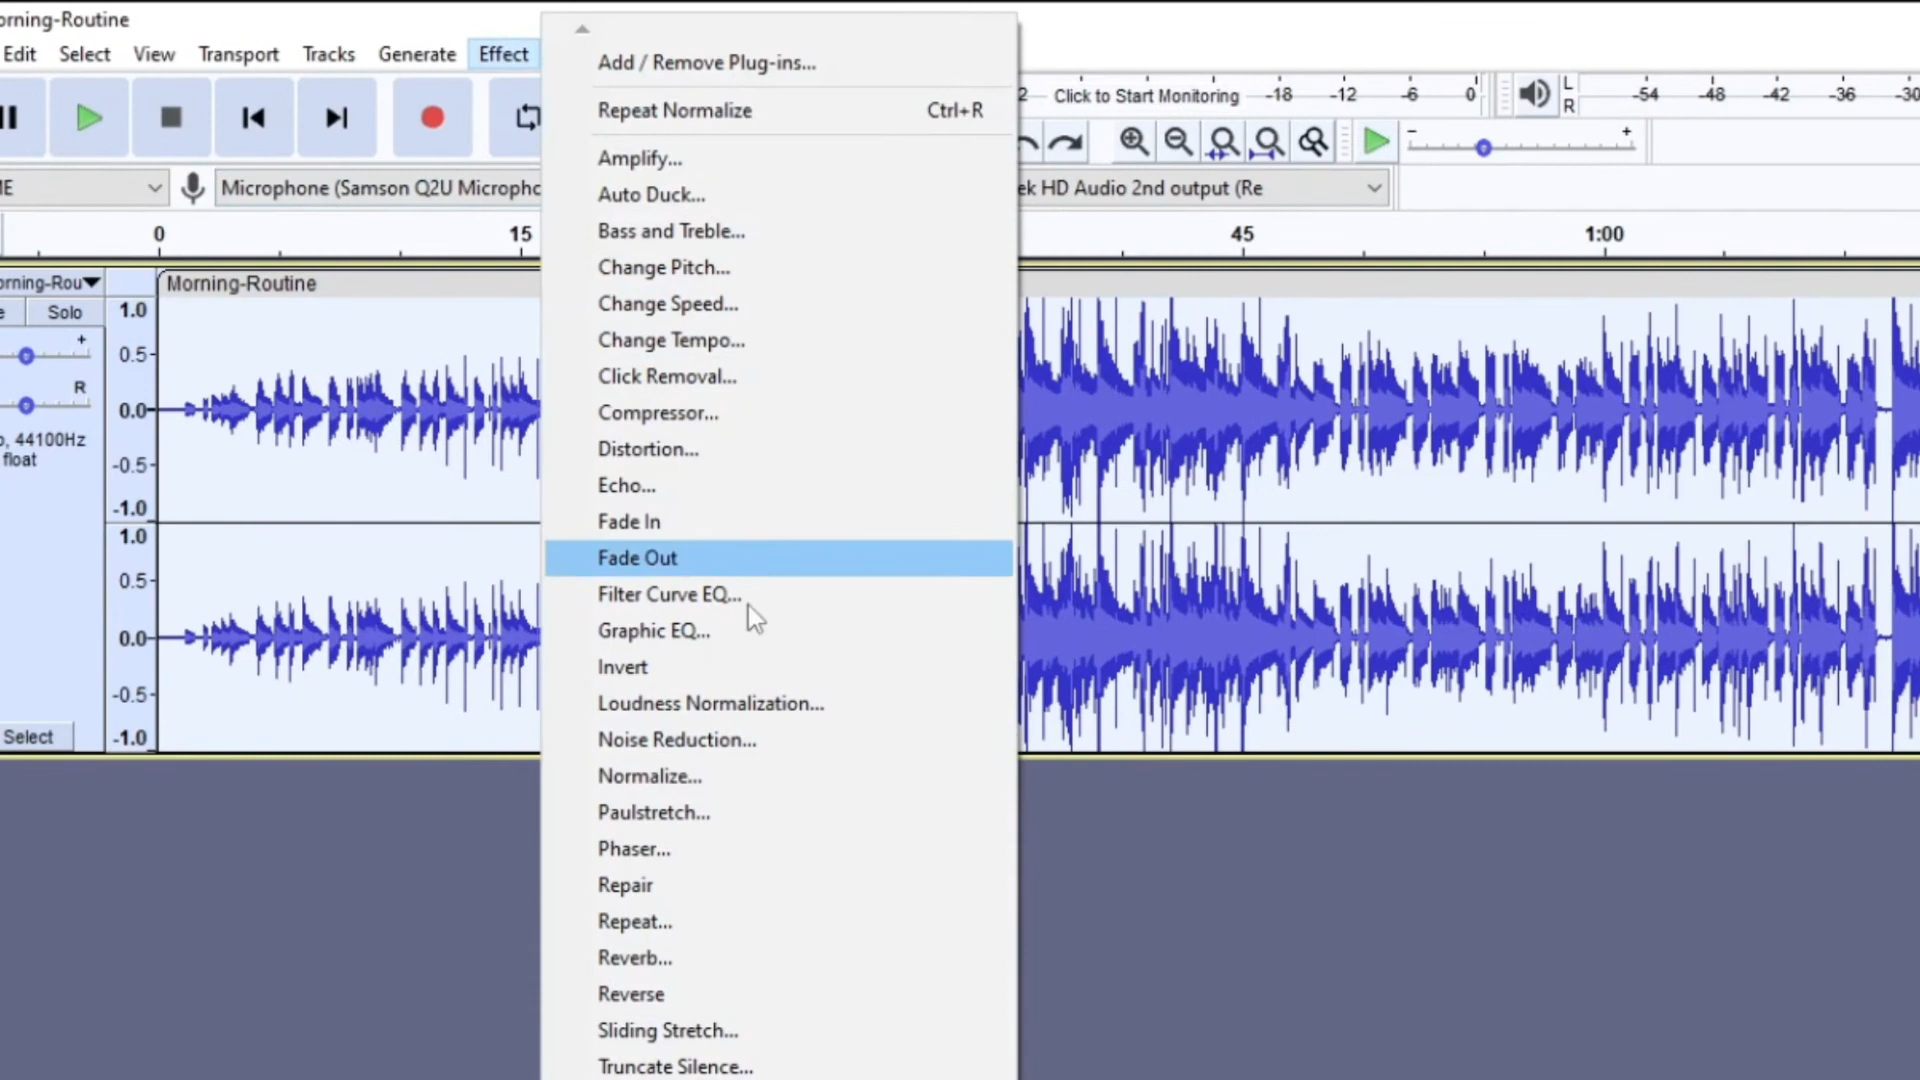 orning-Routine
Edit Select View Transport Tracks Generate Effect
Add / Remove Plug-ins...
Repeat Normalize Ctrl+R
Amplify...
Auto Duck...
Bass and Treble...
Change Pitch...
Change Speed...
Change Tempo...
Click Removal...
Compressor...
Distortion...
Echo...
Fade In
Fade Out
Filter Curve EQ...
Graphic EQ...
Invert
Loudness Normalization...
Noise Reduction...
Normalize...
Paulstretch...
Phaser...
Repair
Repeat...
Reverb...
Reverse
Sliding Stretch...
Truncate Silence...
2 Click to Start Monitoring -18 -12 -6 0
L
R
-54 -48 -42 -36 -30
- +
E Microphone (Samson Q2U Microphc
ek HD Audio 2nd output (Re
0 15 45 1:00
orning-Rou Morning-Routine
e Solo
+
R
o, 44100Hz
float
Select
1.0
0.5-
0.0-
-0.5-
-1.0
1.0
0.5-
0.0-
-0.5-
-1.0